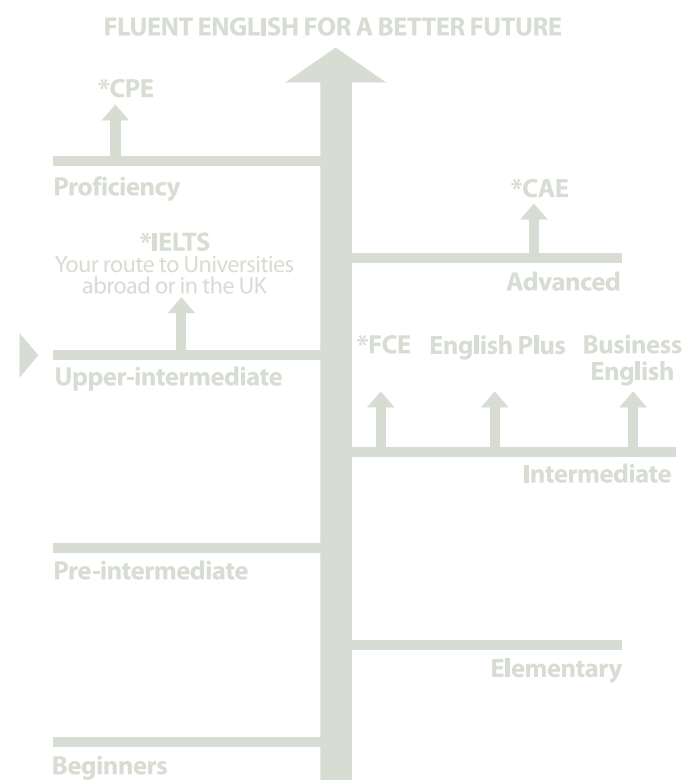 FLUENT ENGLISH FOR A BETTER FUTURE
*CPE
Proficiency
*CAE
*IELTS
Your route to Universities
abroad or in the UK
Advanced
*FCE
English Plus
Business
English
Upper-intermediate
Intermediate
Pre-intermediate
Elementary
Beginners